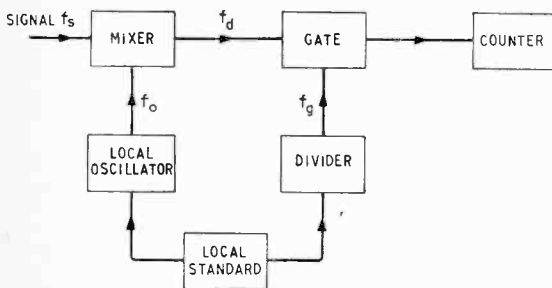 SIGNAL fs
MIXER
fd
GATE
COUNTER
fo
fg
LOCAL
OSCILLATOR
DIVIDER
LOCAL
STANDARD